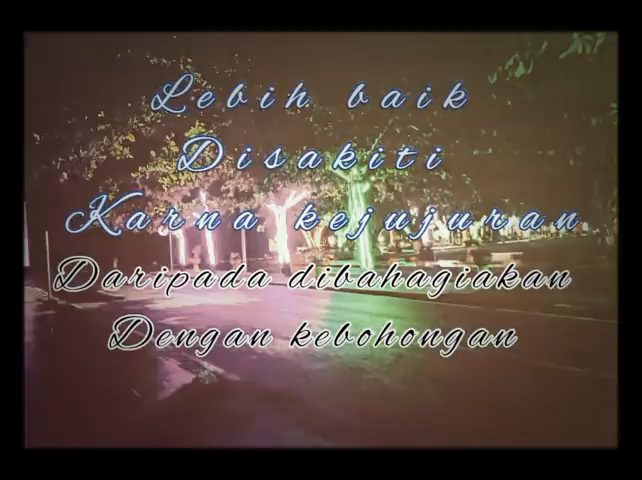 Lebih baik
Disakiti
Karna kejujuran
Daripada dibahagiakan
Dengan kebohongan